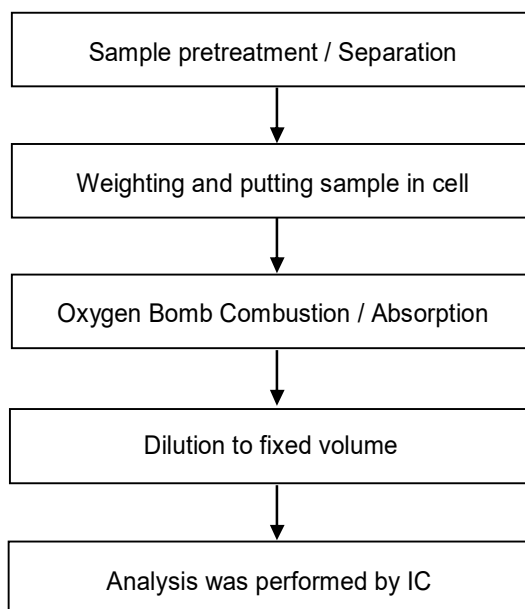 Sample pretreatment / Separation
Weighting and putting sample in cell
Oxygen Bomb Combustion / Absorption
Dilution to fixed volume
Analysis was performed by IC